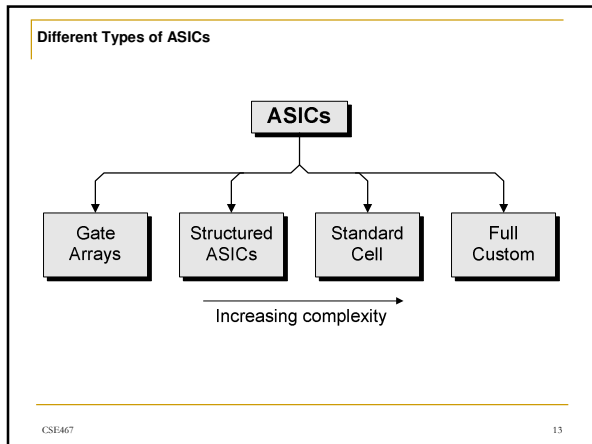 Different Types of ASICs
ASICs
Gate
Arrays
Structured
ASICs
Standard
Cell
Full
Custom
Increasing complexity
CSE467
13